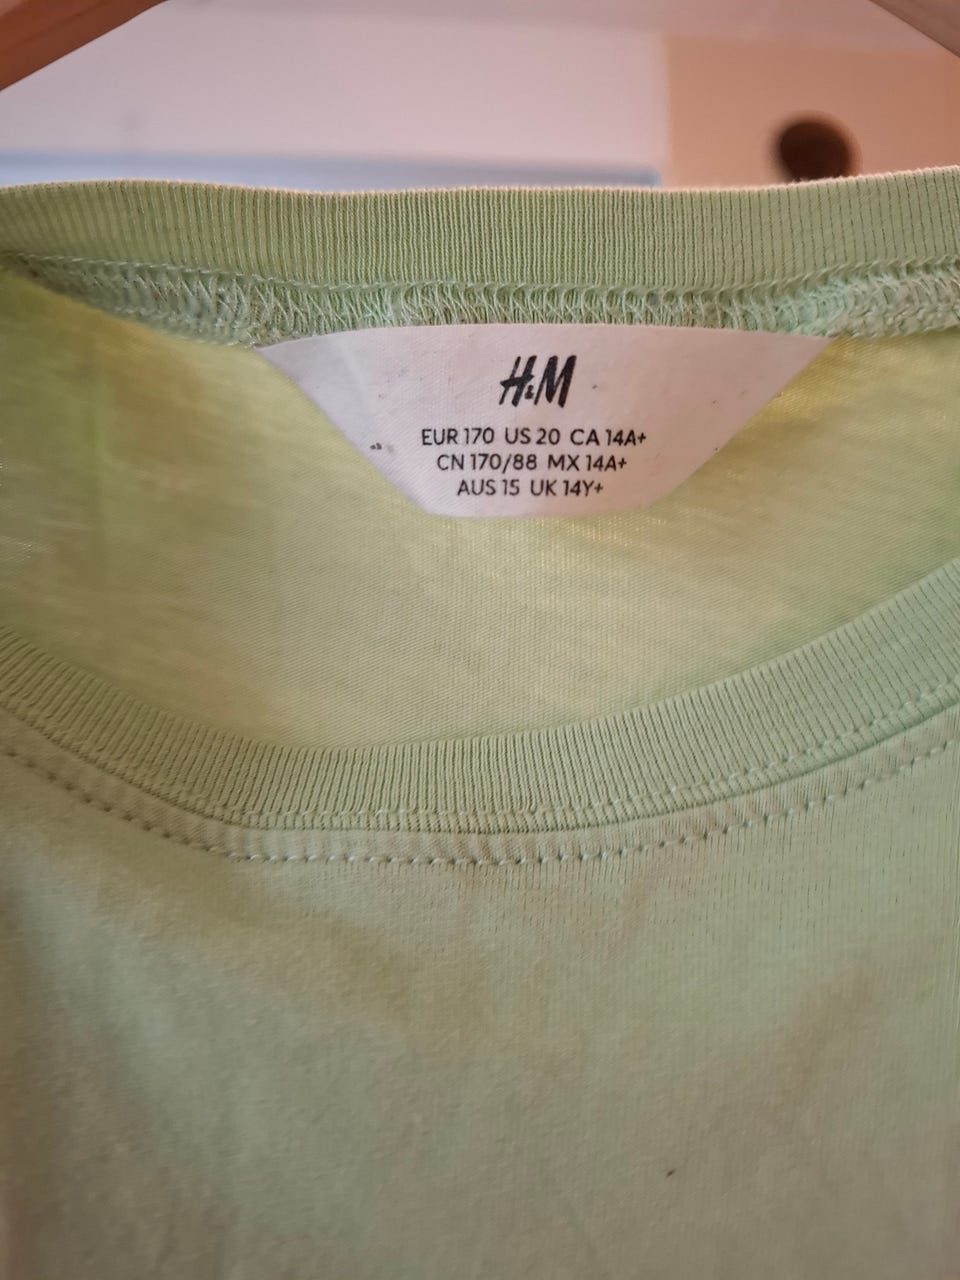 H&M
EUR 170 US 20 CA 14A+
CN 170/88 MX 14A+
AUS 15 UK 14Y+